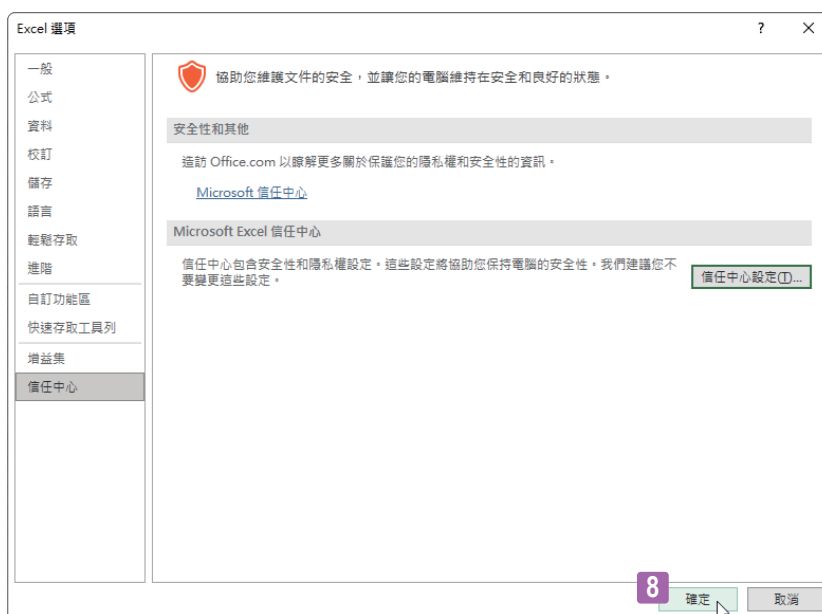 Excel 選項
?
一般
公式
資料
校訂
儲存
語言
輕鬆存取
進階
自訂功能區
快速存取工具列
增益集
信任中心
協助您維護文件的安全，並讓您的電腦維持在安全和良好的狀態。
安全性和其他
造訪 Office.com 以瞭解更多關於保護您的隱私權和安全性的資訊。
Microsoft 信任中心
Microsoft Excel 信任中心
信任中心包含安全性和隱私權設定。這些設定將協助您保持電腦的安全性。我們建議您不
要變更這些設定。
信任中心設定(T)...
8
確定
取消